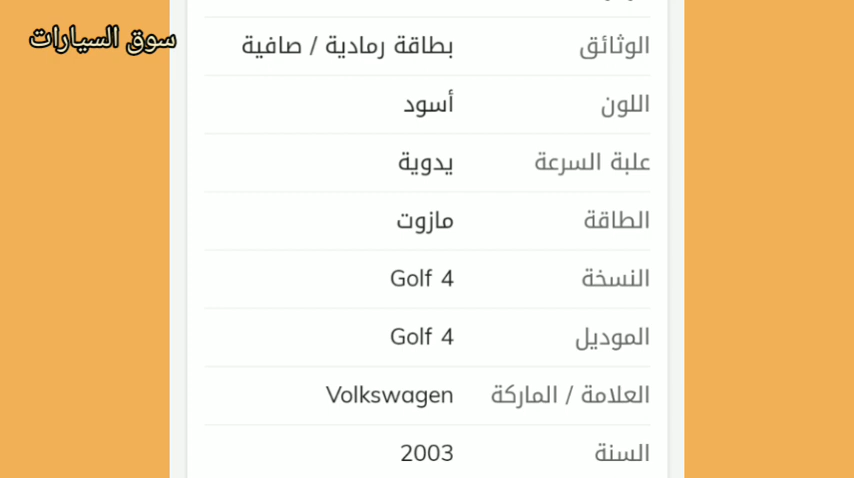 سوق السيارات
الوثائق بطاقة رمادية / صافية
اللون أسود
علبة السرعة يدوية
الطاقة مازوت
النسخة Golf 4
الموديل Golf 4
العلامة / الماركة Volkswagen
السنة 2003